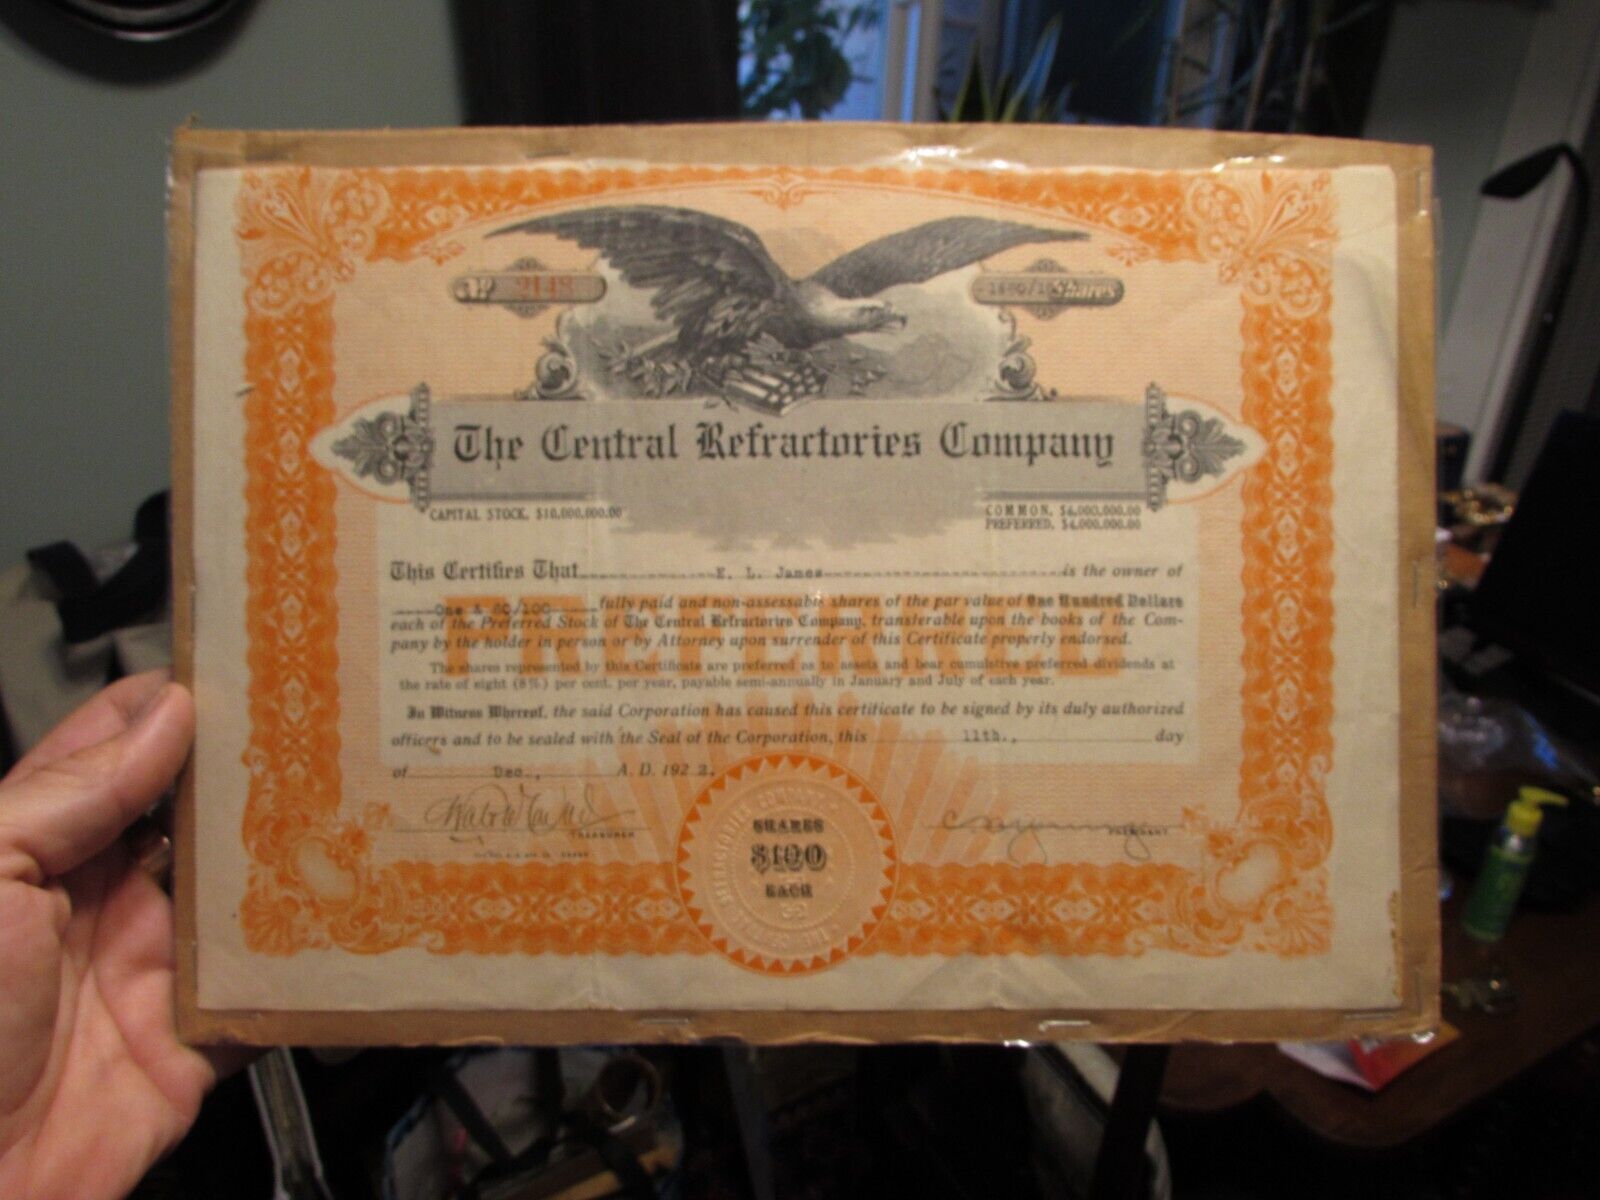 No 2148
Shares
The Central Refractories Company
CAPITAL STOCK, $10,000,000.00
COMMON, $6,000,000.00
PREFERRED, $4,000,000.00
This Certifies That E. L. James is the owner of
One & 60/100 fully paid and non-assessable shares of the par value of One Hundred Dollars
each of the Preferred Stock of The Central Refractories Company, transferable upon the books of the Com-
pany by the holder in person or by Attorney upon surrender of this Certificate properly endorsed.
The shares represented by this Certificate are preferred as to assets and bear cumulative preferred dividends at
the rate of eight (8%) per cent. per year, payable semi-annually in January and July of each year.
In Witness Whereof, the said Corporation has caused this certificate to be signed by its duly authorized
officers and to be sealed with the Seal of the Corporation, this 11th., day
of Dec., A. D. 1922.
TREASURER
PRESIDENT
SHARES
$100
EACH